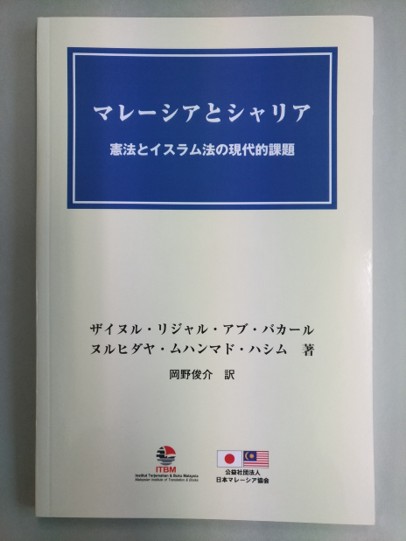 マレーシアとシャリア
憲法とイスラム法の現代的課題
ザイヌル・リジャル・アブ・バカール
ヌルヒダヤ・ムハンマド・ハシム 著
岡野俊介 訳
ITBM
Institut Terjemahan & Buku Malaysia
Malaysian Institute of Translation & Books
公益社団法人
日本マレーシア協会